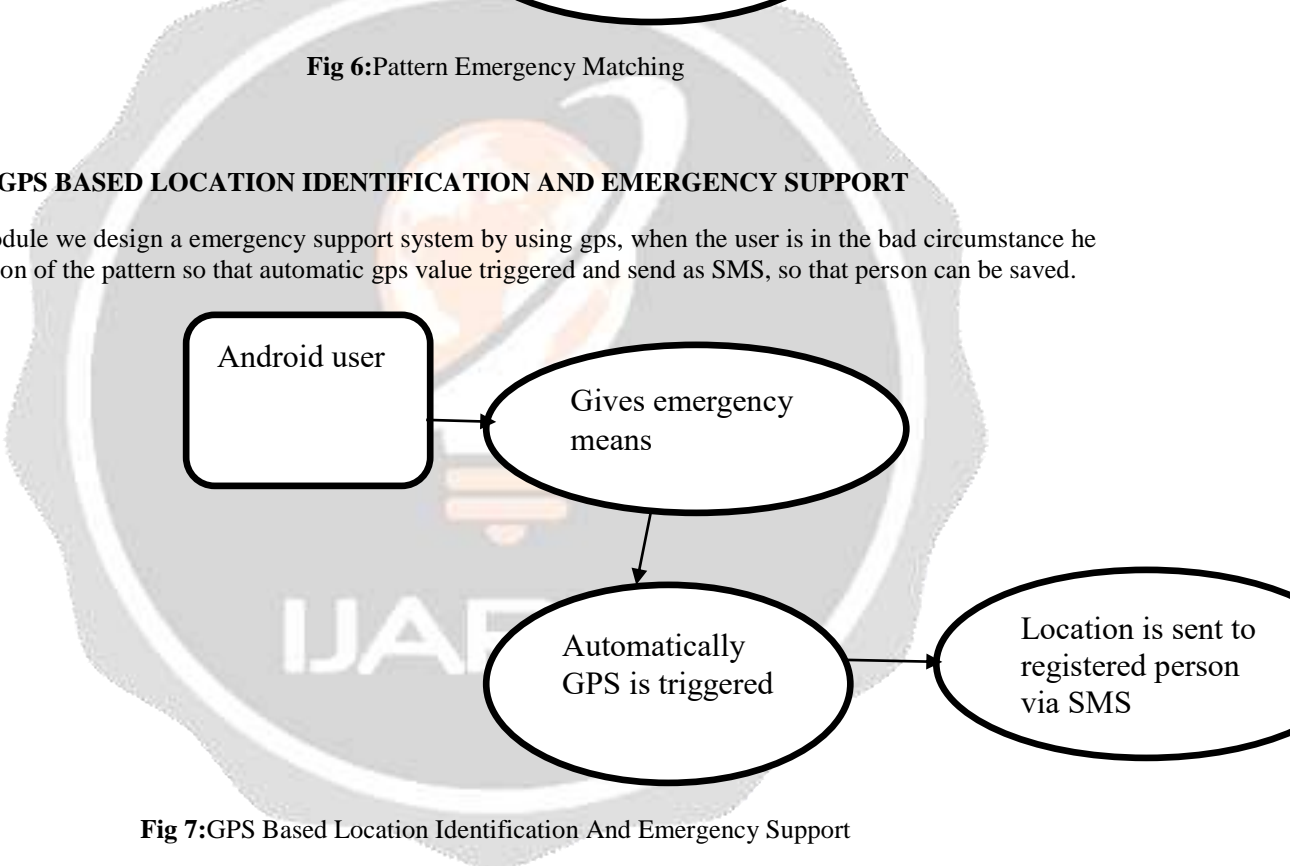 Fig 6:Pattern Emergency Matching
GPS BASED LOCATION IDENTIFICATION AND EMERGENCY SUPPORT
we design a emergency support system by using gps, when the user is in the bad circumstance he
of the pattern so that automatic gps value triggered and send as SMS, so that person can be saved.
Android user
Gives emergency
means
Automatically
GPS is triggered
Location is sent to
registered person
via SMS
Fig 7:GPS Based Location Identification And Emergency Support